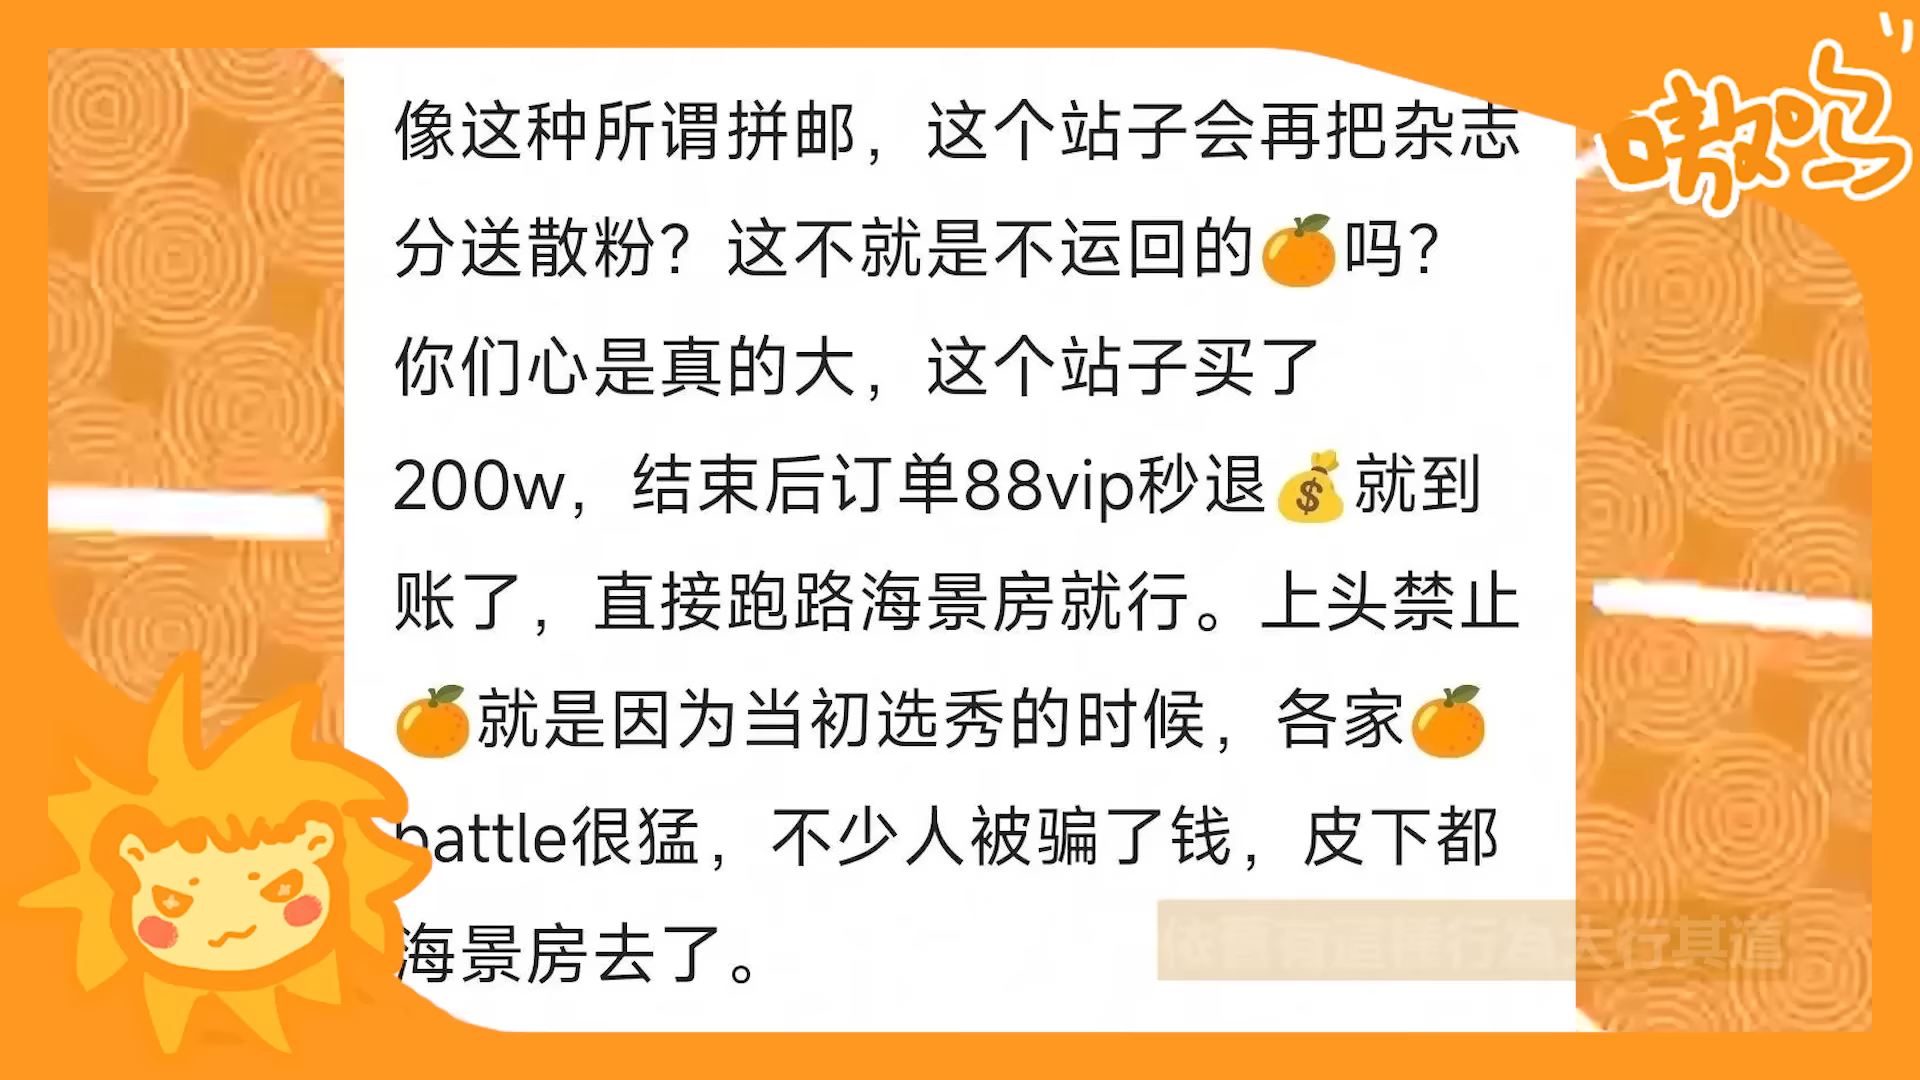 嗷呜
像这种所谓拼邮，这个站子会再把杂志
分送散粉？这不就是不运回的🍊吗？
你们心是真的大，这个站子买了
200w，结束后订单88vip秒退💰就到
账了，直接跑路海景房就行。上头禁止
🍊就是因为当初选秀的时候，各家🍊
battle很猛，不少人被骗了钱，皮下都
海景房去了。